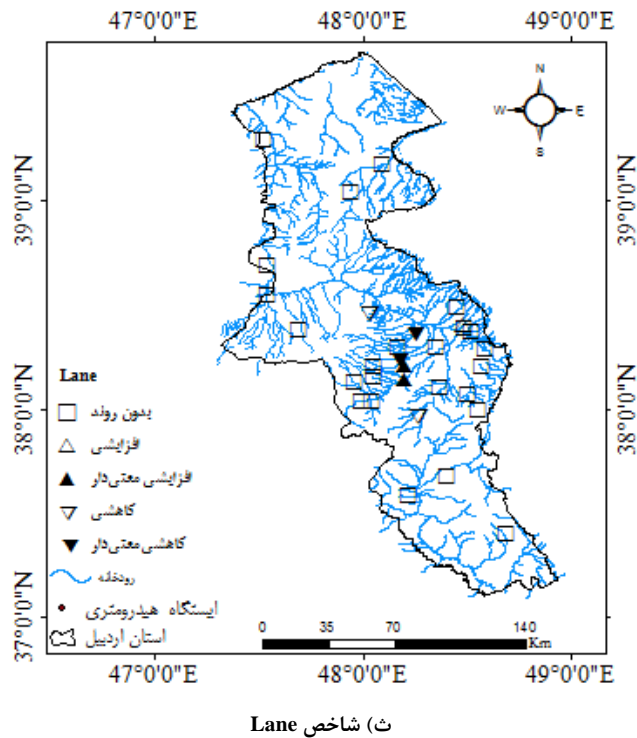 47°0'0"E 48°0'0"E 49°0'0"E
N
W E
S
39°0'0"N 39°0'0"N
38°0'0"N 38°0'0"N
37°0'0"N 37°0'0"N
Lane
بدون روند
افزایشی
افزایشی معنی‌دار
کاهشی
کاهشی معنی‌دار
رودخانه
ایستگاه هیدرومتری
استان اردبیل
0 35 70 140
Km
47°0'0"E 48°0'0"E 49°0'0"E
ث) شاخص Lane